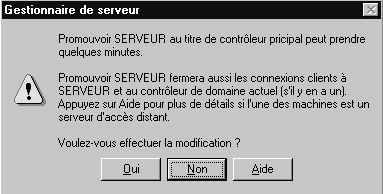 Gestionnaire de serveur
Promouvoir SERVEUR au titre de contrôleur pricipal peut prendre
quelques minutes.
Promouvoir SERVEUR fermera aussi les connexions clients à
SERVEUR et au contrôleur de domaine actuel (s'il y en a un).
Appuyez sur Aide pour plus de détails si l'une des machines est un
serveur d'accès distant.
Voulez-vous effectuer la modification ?
Oui Non Aide